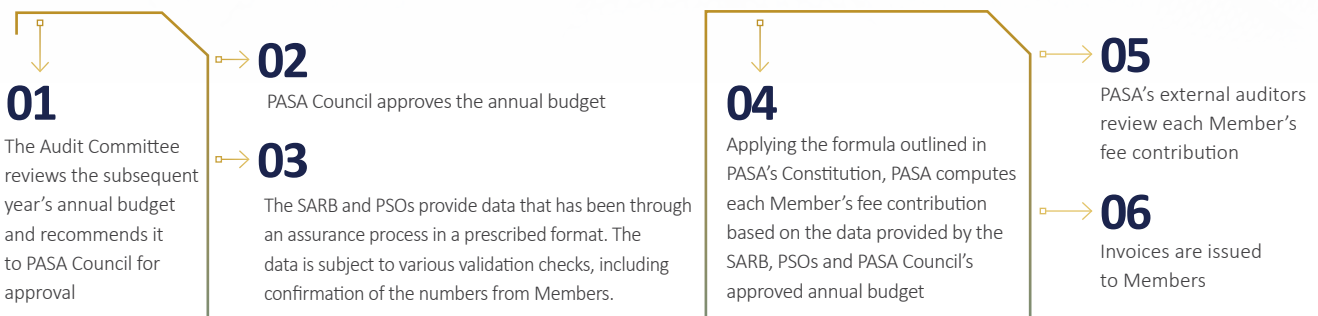 01
The Audit Committee
reviews the subsequent
year's annual budget
and recommends it
to PASA Council for
approval
02
PASA Council approves the annual budget
03
The SARB and PSOs provide data that has been through
an assurance process in a prescribed format. The
data is subject to various validation checks, including
confirmation of the numbers from Members.
04
Applying the formula outlined in
PASA's Constitution, PASA computes
each Member's fee contribution
based on the data provided by the
SARB, PSOs and PASA Council's
approved annual budget
05
PASA's external auditors
review each Member's
fee contribution
06
Invoices are issued
to Members